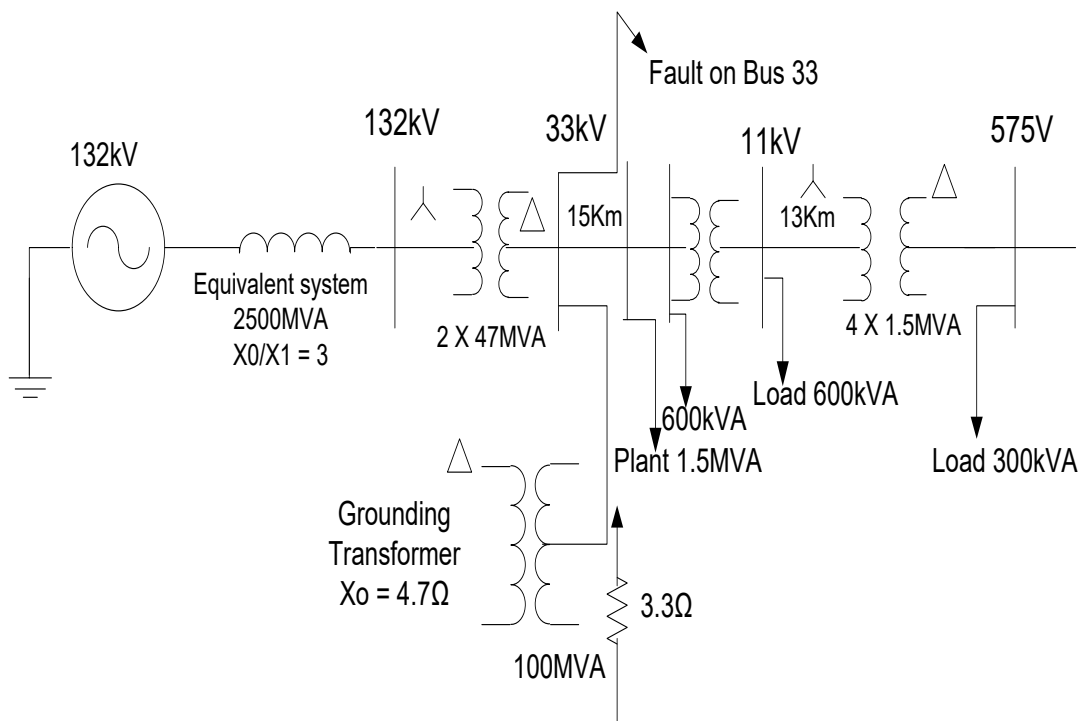 Fault on Bus 33
132kV
33kV
11kV
575V
132kV
15Km
13Km
Equivalent system
2500MVA
X0/X1 = 3
2 X 47MVA
4 X 1.5MVA
Load 600kVA
600kVA
Plant 1.5MVA
Load 300kVA
Grounding
Transformer
Xo = 4.7Ω
3.3Ω
100MVA